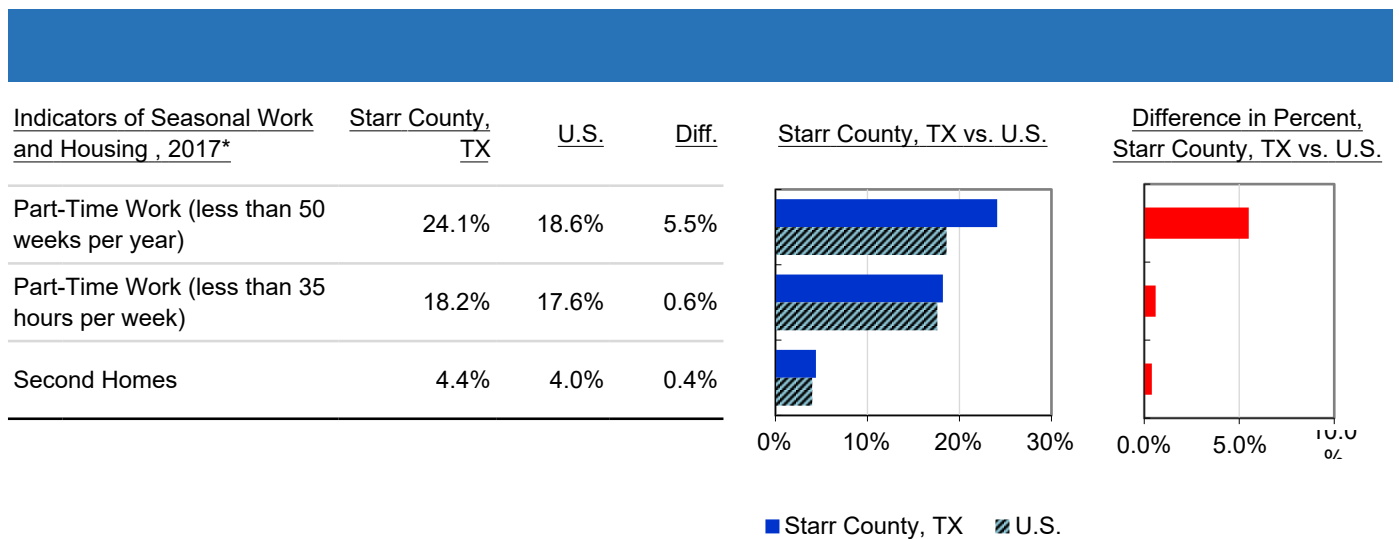 Indicators of Seasonal Work
and Housing , 2017*
Starr County,
TX
U.S.
Diff.
Part-Time Work (less than 50
weeks per year)
24.1%
18.6%
5.5%
Part-Time Work (less than 35
hours per week)
18.2%
17.6%
0.6%
Second Homes
4.4%
4.0%
0.4%
Starr County, TX vs. U.S.
0%
10%
20%
30%
Starr County, TX
U.S.
Difference in Percent,
Starr County, TX vs. U.S.
0.0%
5.0%
10.0
%